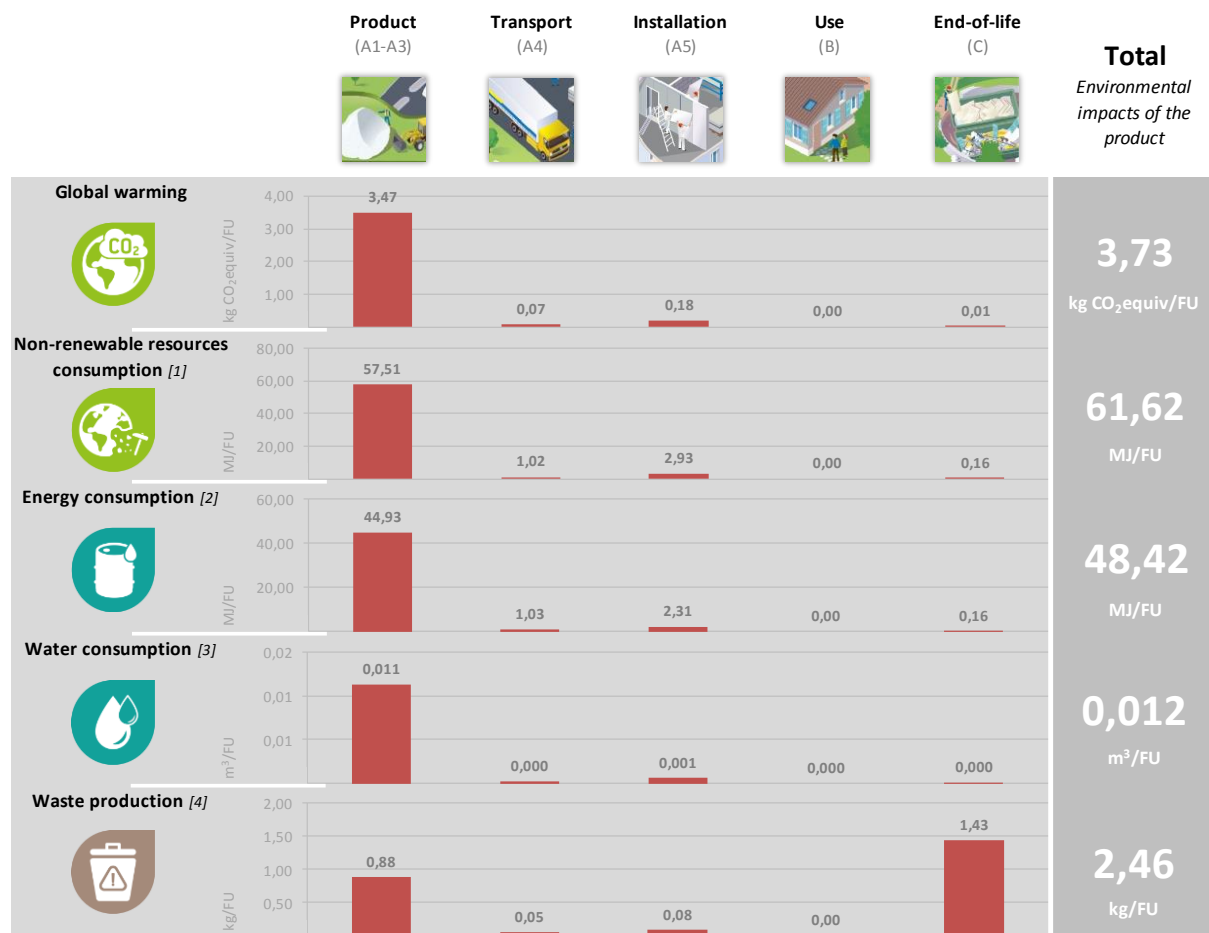 Product
(A1-A3)
Transport
(A4)
Installation
(A5)
Use
(B)
End-of-life
(C)
Total
Environmental
impacts of the
product
Global warming
CO₂
kg CO₂equiv/FU
4,00
3,00
2,00
1,00
3,47
0,07
0,18
0,00
0,01
3,73
kg CO₂equiv/FU
Non-renewable resources
consumption [1]
MJ/FU
80,00
60,00
40,00
20,00
57,51
1,02
2,93
0,00
0,16
61,62
MJ/FU
Energy consumption [2]
MJ/FU
60,00
40,00
20,00
44,93
1,03
2,31
0,00
0,16
48,42
MJ/FU
Water consumption [3]
m³/FU
0,02
0,01
0,01
0,011
0,000
0,001
0,000
0,000
0,012
m³/FU
Waste production [4]
kg/FU
2,00
1,50
1,00
0,50
0,88
0,05
0,08
0,00
1,43
2,46
kg/FU